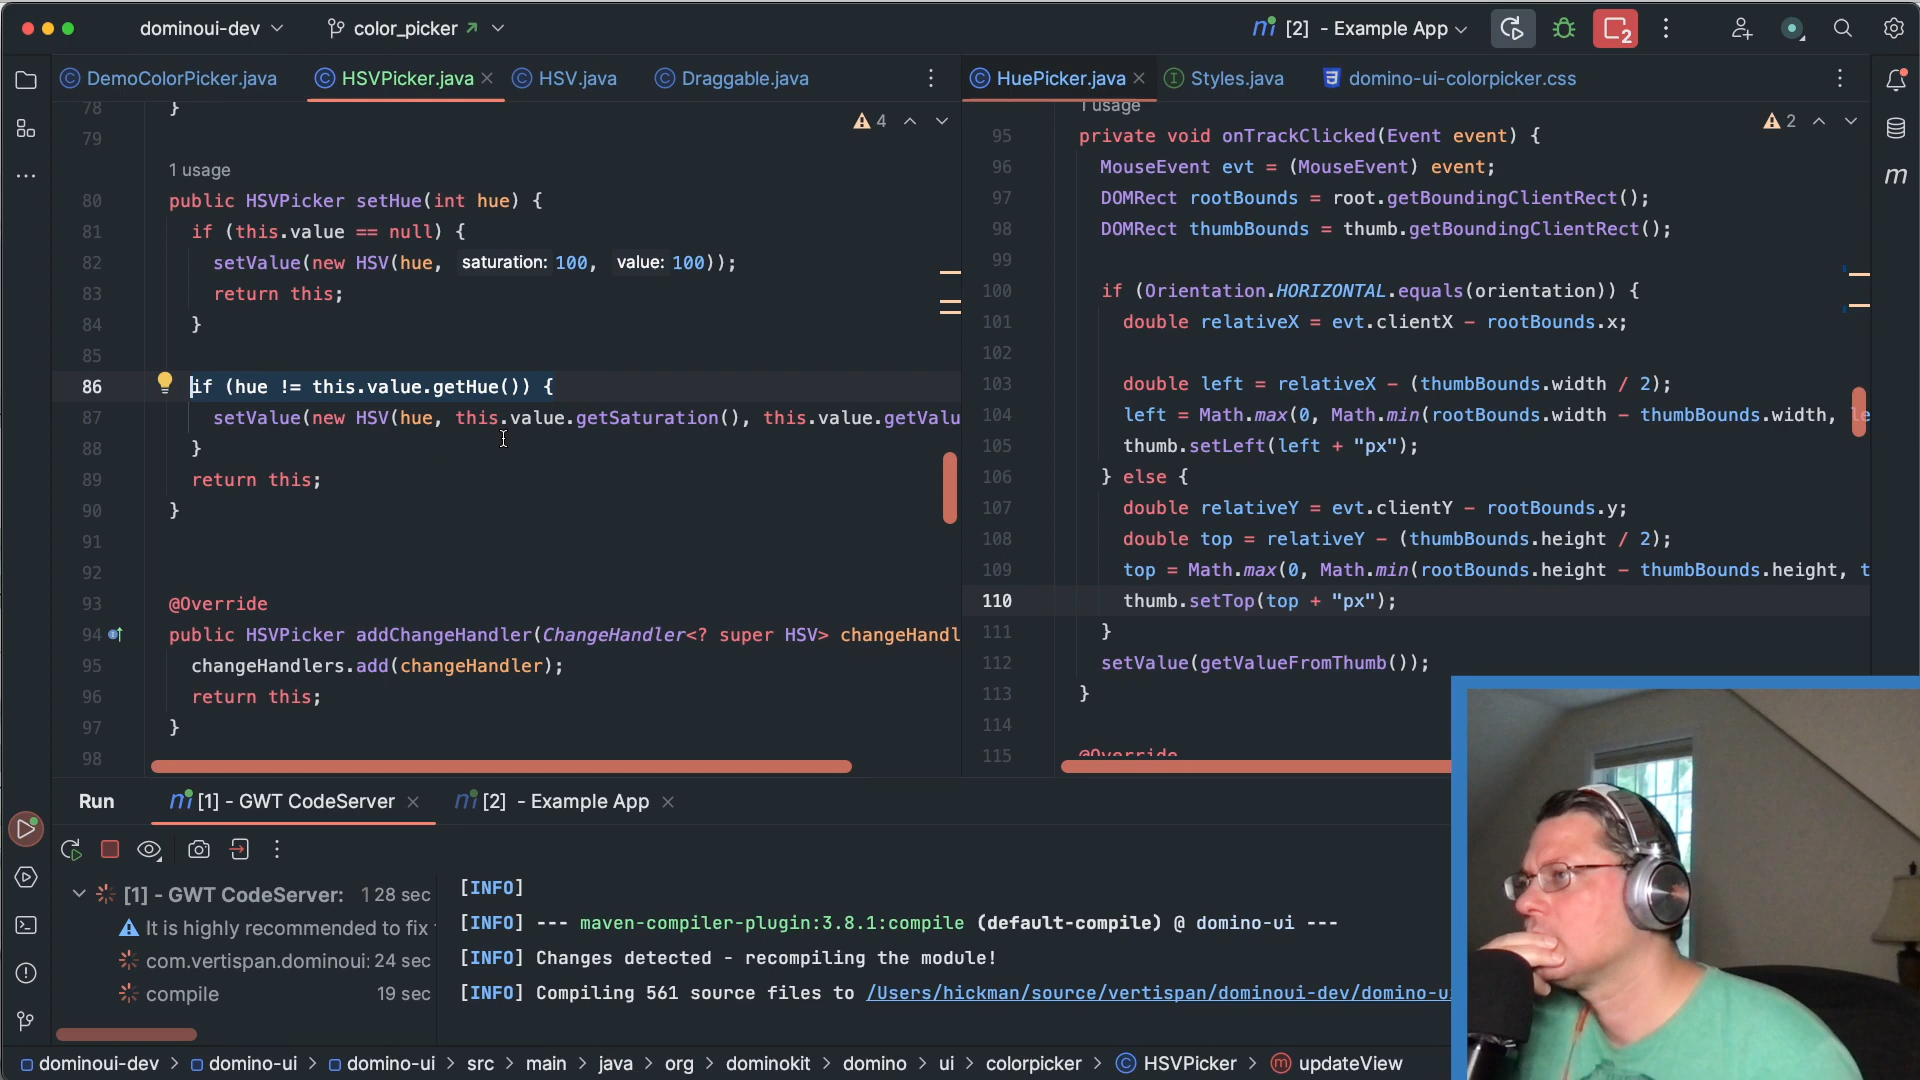 dominoui-dev
color_picker
[2] - Example App
2
DemoColorPicker.java
HSVPicker.java
HSV.java
Draggable.java
HuePicker.java
Styles.java
domino-ui-colorpicker.css
4
78 }
79
1 usage
80 public HSVPicker setHue(int hue) {
81 if (this.value == null) {
82 setValue(new HSV(hue, saturation: 100, value: 100));
83 return this;
84 }
85
86 if (hue != this.value.getHue()) {
87 setValue(new HSV(hue, this.value.getSaturation(), this.value.getValu
88 }
89 return this;
90 }
91
92
93 @Override
94 public HSVPicker addChangeHandler(ChangeHandler<? super HSV> changeHandl
95 changeHandlers.add(changeHandler);
96 return this;
97 }
98
1 usage
2
95 private void onTrackClicked(Event event) {
96 MouseEvent evt = (MouseEvent) event;
97 DOMRect rootBounds = root.getBoundingClientRect();
98 DOMRect thumbBounds = thumb.getBoundingClientRect();
99
100 if (Orientation.HORIZONTAL.equals(orientation)) {
101 double relativeX = evt.clientX - rootBounds.x;
102
103 double left = relativeX - (thumbBounds.width / 2);
104 left = Math.max(0, Math.min(rootBounds.width - thumbBounds.width, le
105 thumb.setLeft(left + "px");
106 } else {
107 double relativeY = evt.clientY - rootBounds.y;
108 double top = relativeY - (thumbBounds.height / 2);
109 top = Math.max(0, Math.min(rootBounds.height - thumbBounds.height, t
110 thumb.setTop(top + "px");
111 }
112 setValue(getValueFromThumb());
113 }
114
115 @Override
m
Run
[1] - GWT CodeServer
[2] - Example App
[1] - GWT CodeServer: 1 28 sec
It is highly recommended to fix
com.vertispan.dominoui: 24 sec
compile 19 sec
[INFO]
[INFO] --- maven-compiler-plugin:3.8.1:compile (default-compile) @ domino-ui ---
[INFO] Changes detected - recompiling the module!
[INFO] Compiling 561 source files to /Users/hickman/source/vertispan/dominoui-dev/domino-u
dominoui-dev > domino-ui > domino-ui > src > main > java > org > dominokit > domino > ui > colorpicker > HSVPicker > updateView